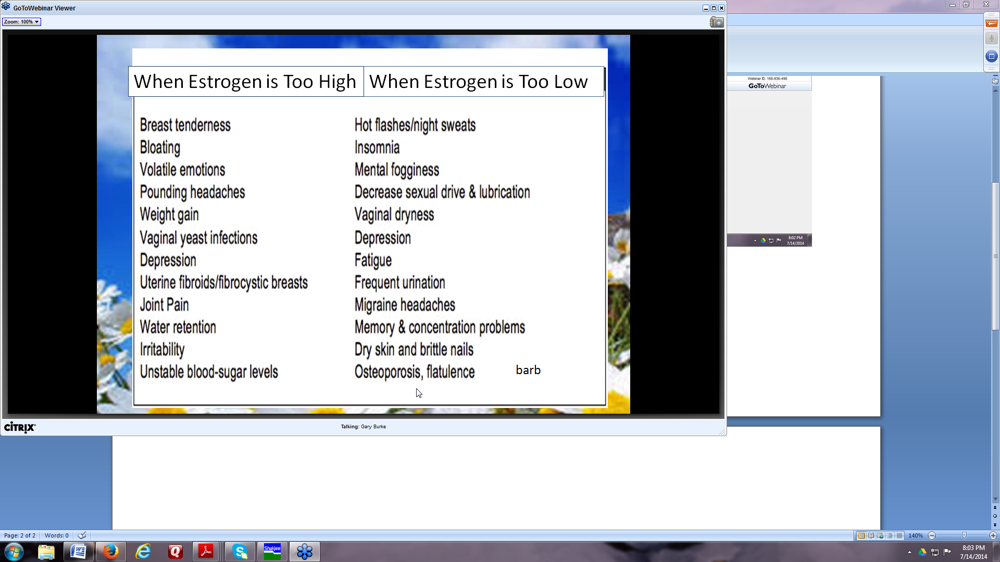 GoToWebinar Viewer
Zoom: 100%
When Estrogen is Too High
When Estrogen is Too Low
Breast tenderness
Bloating
Volatile emotions
Pounding headaches
Weight gain
Vaginal yeast infections
Depression
Uterine fibroids/fibrocystic breasts
Joint Pain
Water retention
Irritability
Unstable blood-sugar levels
Hot flashes/night sweats
Insomnia
Mental fogginess
Decrease sexual drive & lubrication
Vaginal dryness
Depression
Fatigue
Frequent urination
Migraine headaches
Memory & concentration problems
Dry skin and brittle nails
Osteoporosis, flatulence
barb
CITRIX
Talking: Gary Burke
Webinar ID: 168-936-498
GoToWebinar
8:02 PM
7/14/2014
Page: 2 of 2
Words: 0
140%
Shaklee
8:03 PM
7/14/2014